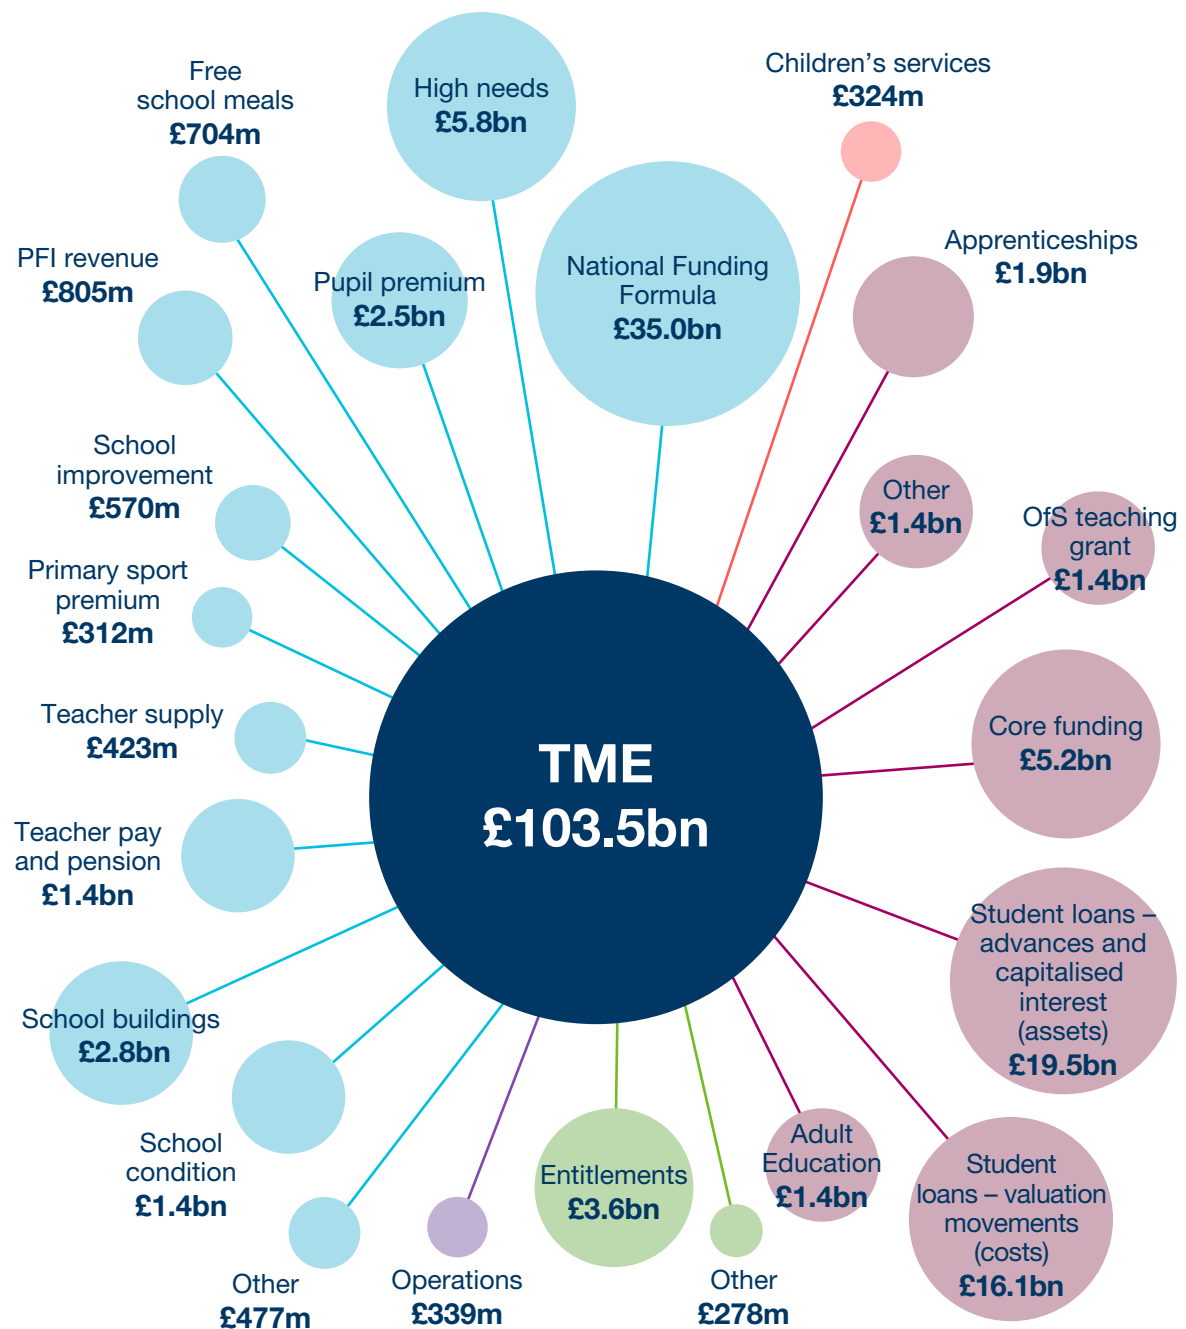 Free
school meals
£704m
High needs
£5.8bn
Children’s services
£324m
PFI revenue
£805m
Pupil premium
£2.5bn
National Funding
Formula
£35.0bn
Apprenticeships
£1.9bn
School
improvement
£570m
Other
£1.4bn
OfS teaching
grant
£1.4bn
Primary sport
premium
£312m
Teacher supply
£423m
Core funding
£5.2bn
TME
£103.5bn
Teacher pay
and pension
£1.4bn
Student loans –
advances and
capitalised
interest
(assets)
£19.5bn
School buildings
£2.8bn
School
condition
£1.4bn
Other
£477m
Operations
£339m
Entitlements
£3.6bn
Other
£278m
Adult
Education
£1.4bn
Student
loans – valuation
movements
(costs)
£16.1bn